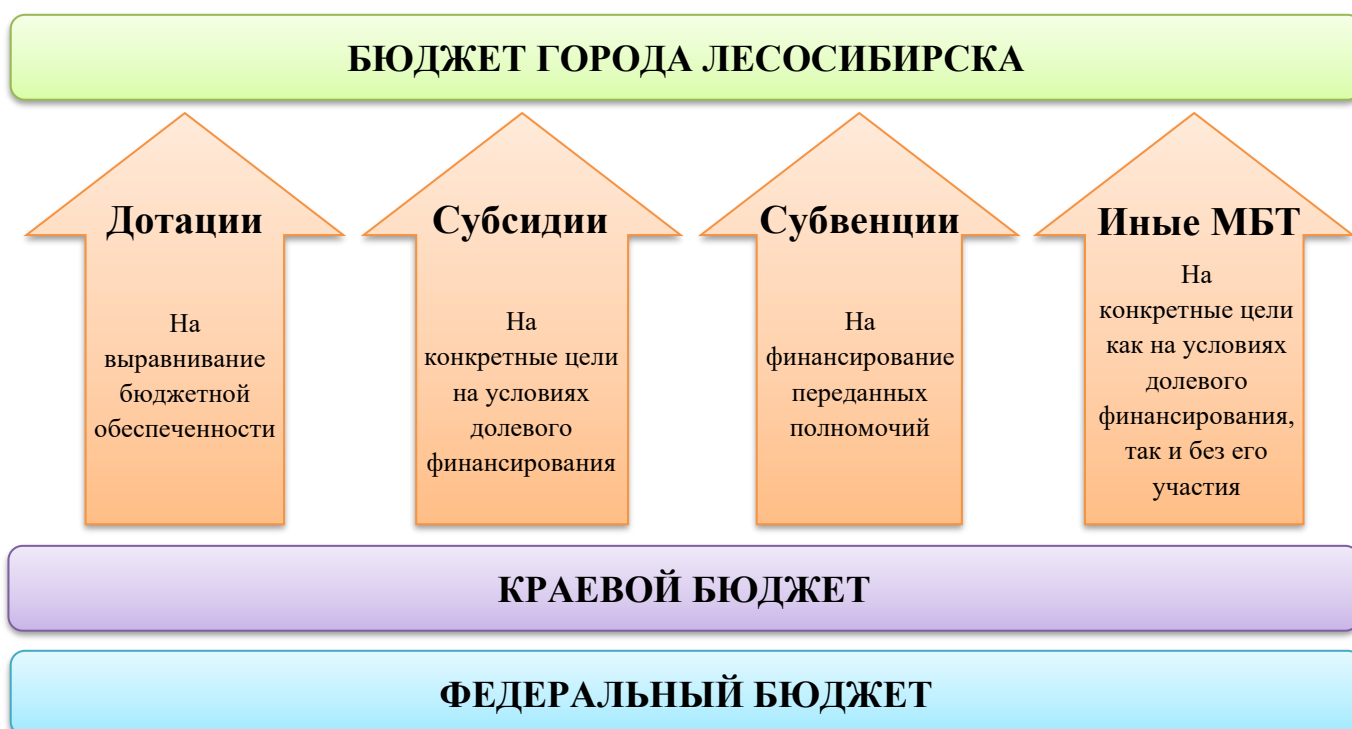 БЮДЖЕТ ГОРОДА ЛЕСОСИБИРСКА
Дотации
На
выравнивание
бюджетной
обеспеченности
Субсидии
На
конкретные цели
на условиях
долевого
финансирования
Субвенции
На
финансирование
переданных
полномочий
Иные МБТ
На
конкретные цели
как на условиях
долевого
финансирования,
так и без его
участия
КРАЕВОЙ БЮДЖЕТ
ФЕДЕРАЛЬНЫЙ БЮДЖЕТ